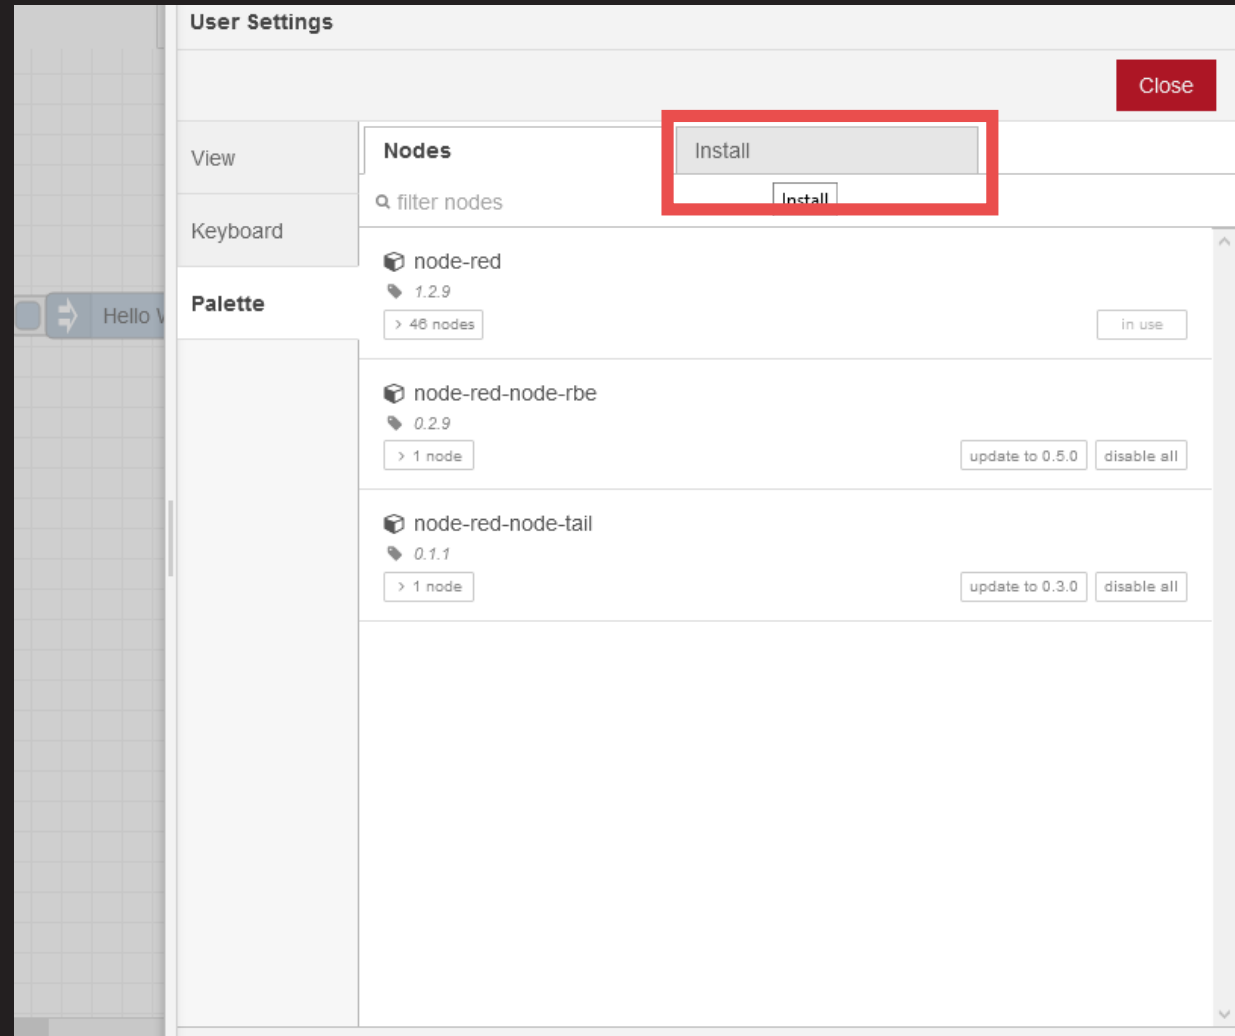 User Settings
Close
View
Keyboard
Palette
Nodes
Install
filter nodes
Install
node-red
1.2.9
> 46 nodes
in use
node-red-node-rbe
0.2.9
> 1 node
update to 0.5.0
disable all
node-red-node-tail
0.1.1
> 1 node
update to 0.3.0
disable all
Hello